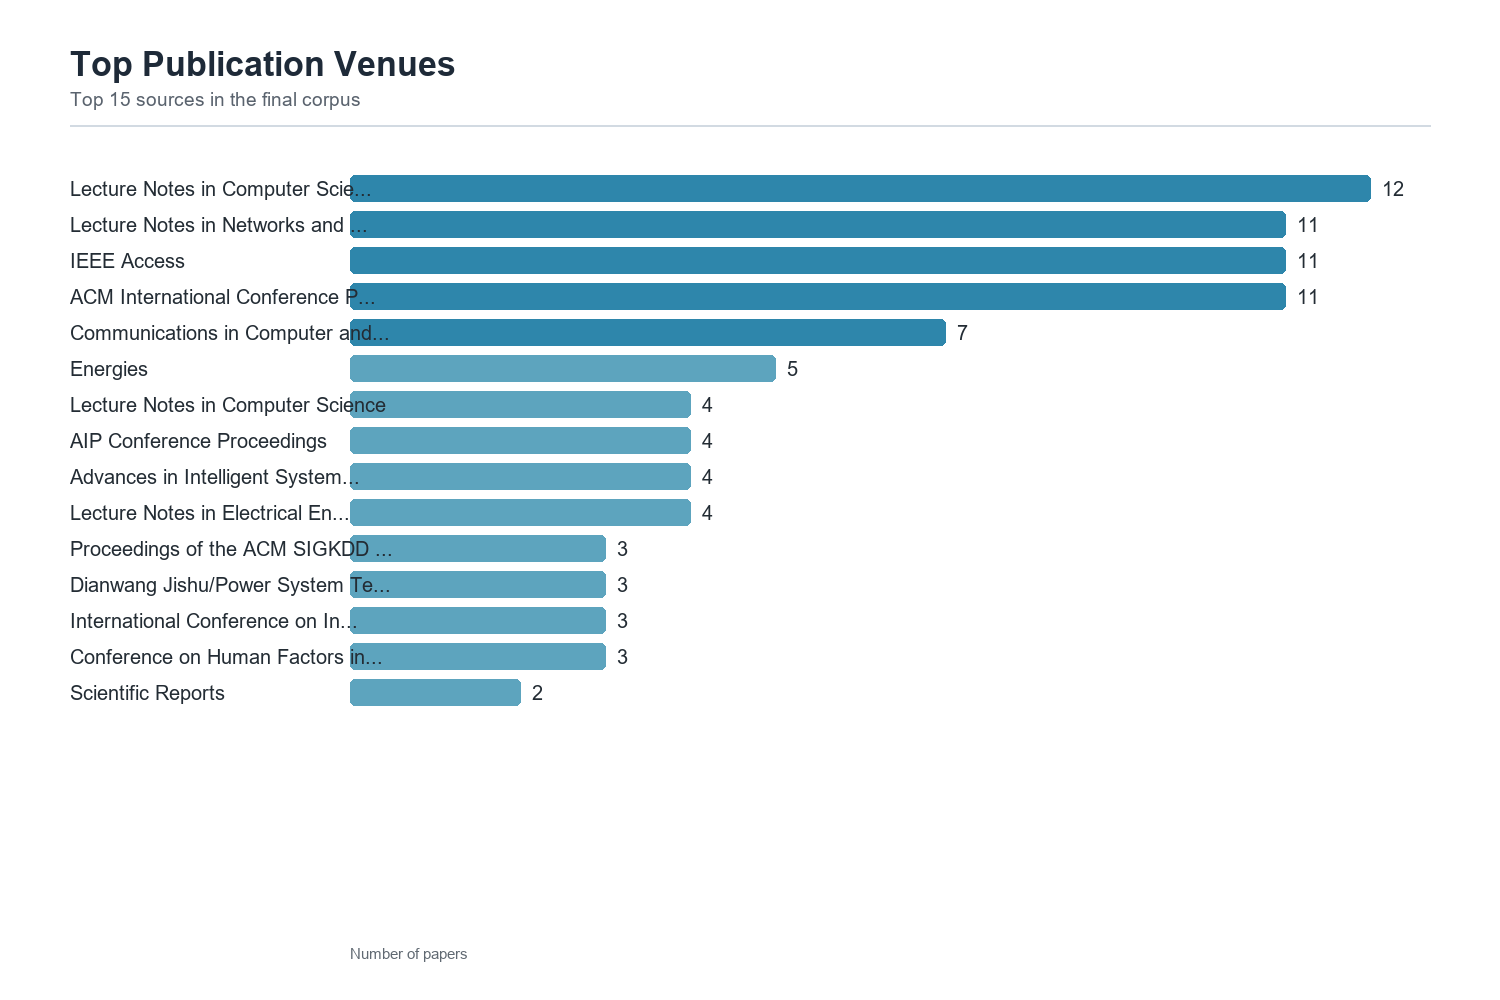 Top Publication Venues
Top 15 sources in the final corpus
Lecture Notes in Computer Scie... 12
Lecture Notes in Networks and ... 11
IEEE Access 11
ACM International Conference P... 11
Communications in Computer and... 7
Energies 5
Lecture Notes in Computer Science 4
AIP Conference Proceedings 4
Advances in Intelligent System... 4
Lecture Notes in Electrical En... 4
Proceedings of the ACM SIGKDD ... 3
Dianwang Jishu/Power System Te... 3
International Conference on In... 3
Conference on Human Factors in... 3
Scientific Reports 2
Number of papers